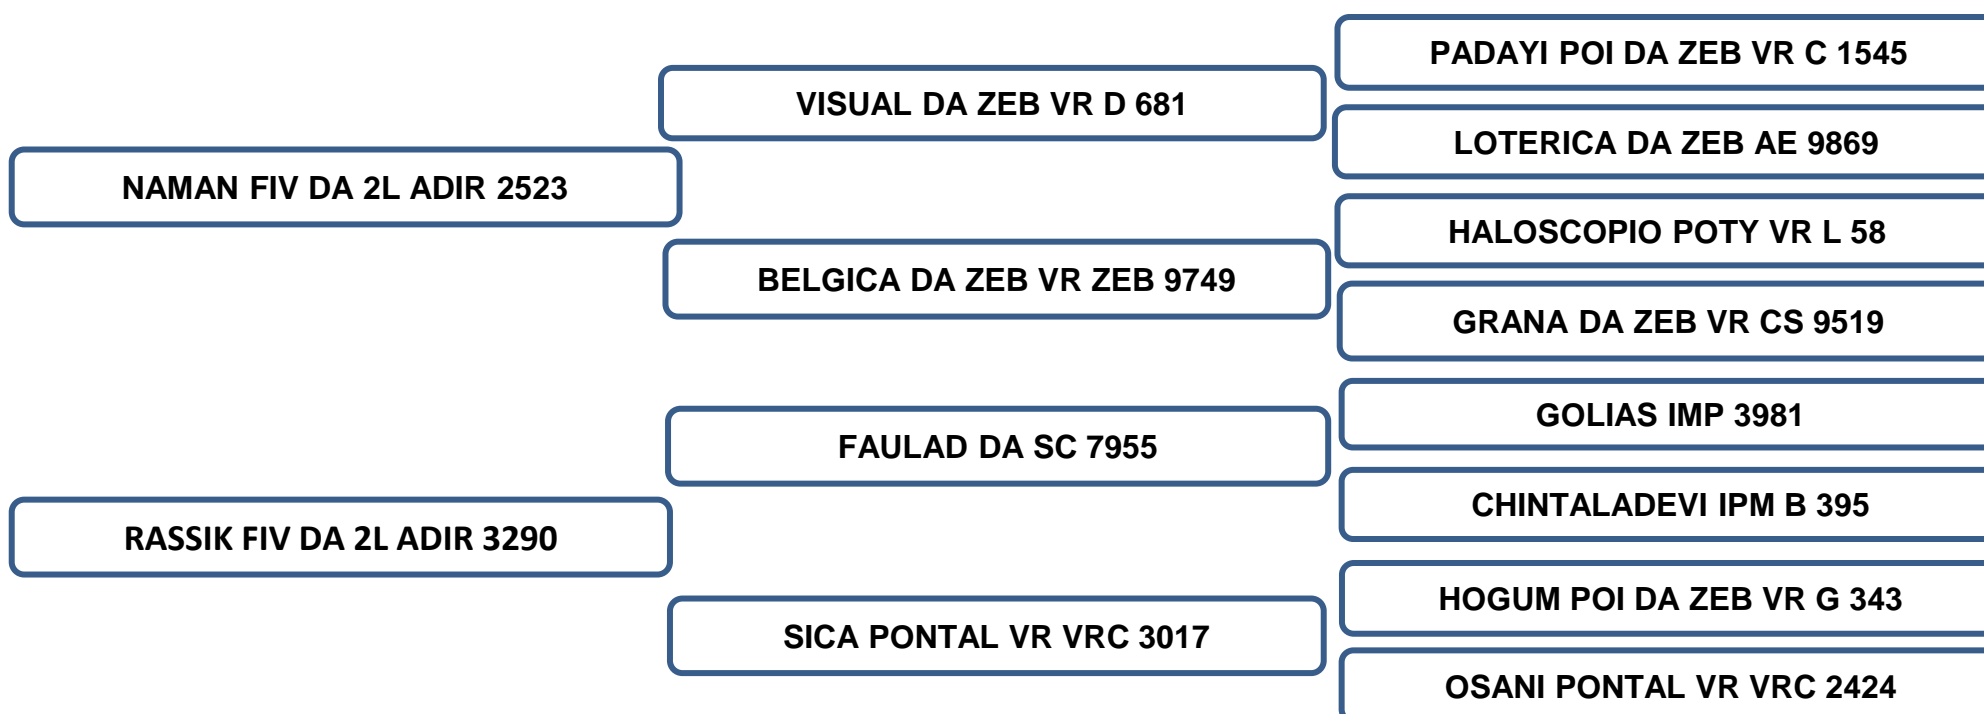 PADAYI POI DA ZEB VR C 1545
VISUAL DA ZEB VR D 681
LOTERICA DA ZEB AE 9869
NAMAN FIV DA 2L ADIR 2523
HALOSCOPIO POTY VR L 58
BELGICA DA ZEB VR ZEB 9749
GRANA DA ZEB VR CS 9519
GOLIAS IMP 3981
FAULAD DA SC 7955
CHINTALADEVI IPM B 395
RASSIK FIV DA 2L ADIR 3290
HOGUM POI DA ZEB VR G 343
SICA PONTAL VR VRC 3017
OSANI PONTAL VR VRC 2424